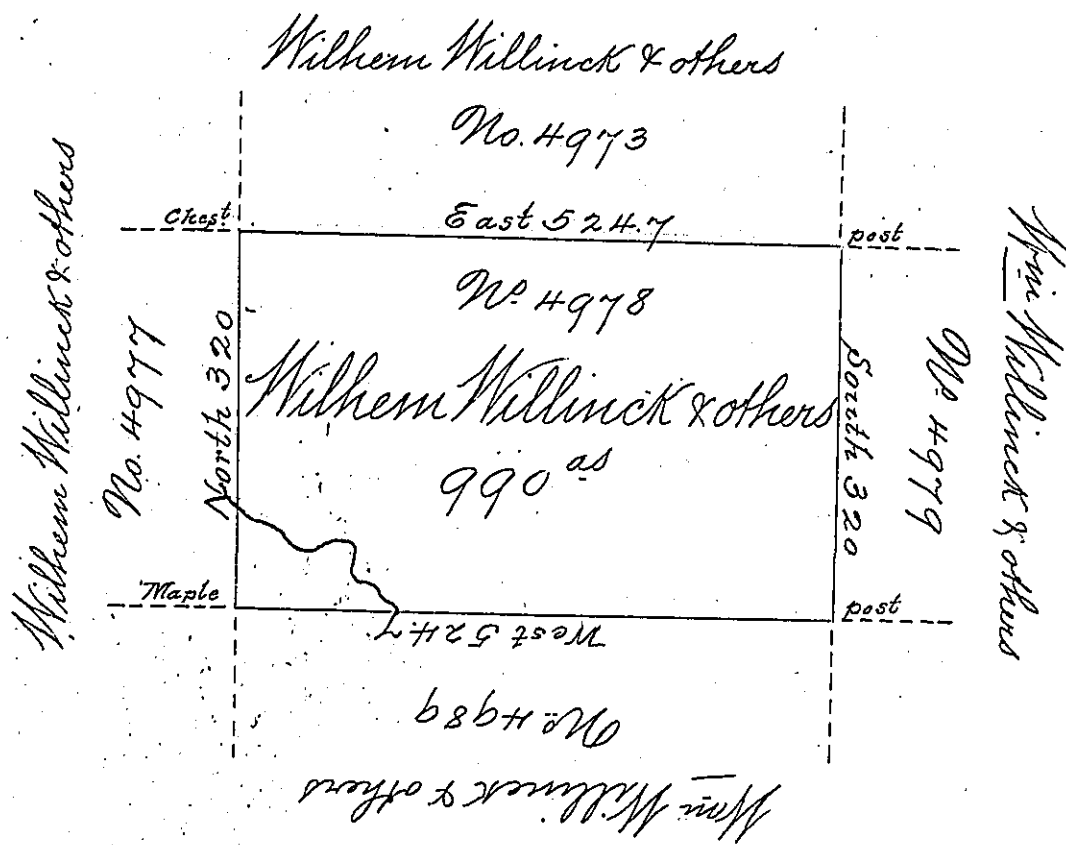 Wilhem Willinck & others
No. 4973
Chest.
East 524.7
post
Wilhem Willinck & others
No. 4977
North 320
No. 4978
Wilhem Willinck & others
990 as
South 320
No. 4979
Wm Willinck & others
Maple
post
West 524.7
No. 4989
Wm Willinck & others